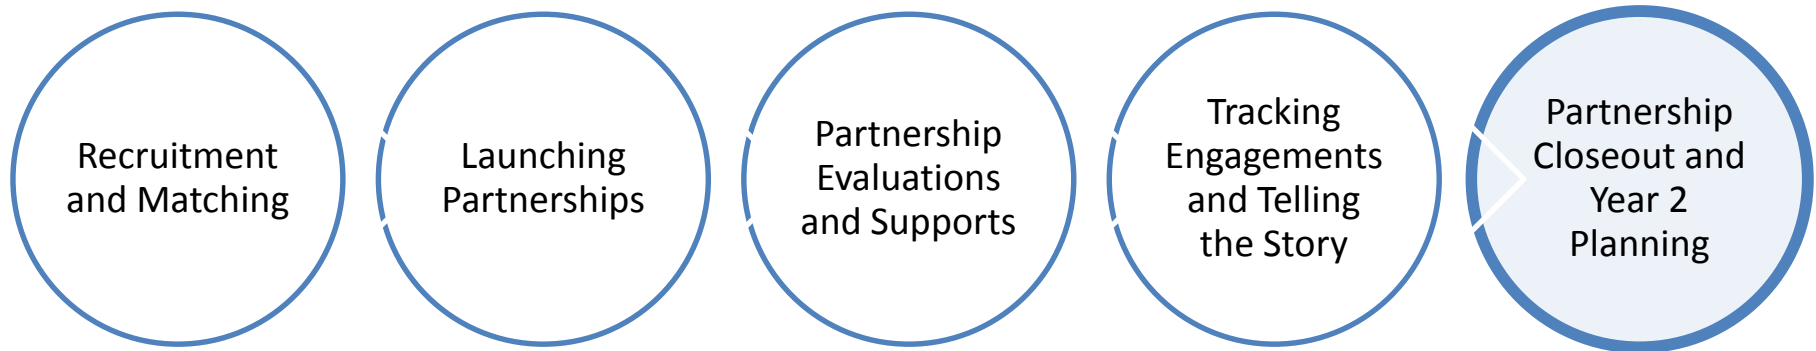 Recruitment
and Matching
Launching
Partnerships
Partnership
Evaluations
and Supports
Tracking
Engagements
and Telling
the Story
Partnership
Closeout and
Year 2
Planning